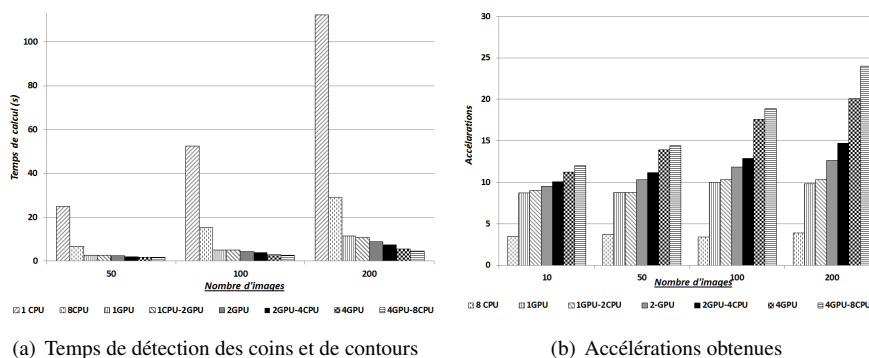 Temps de calcul (s)
100
80
60
40
20
0
50 100 200
Nombre d'images
1 CPU 8CPU 1GPU 1CPU-2GPU 2GPU 2GPU-4CPU 4GPU 4GPU-8CPU
(a) Temps de détection des coins et de contours
Accélarations
30
25
20
15
10
5
0
10 50 100 200
Nombre d'images
8 CPU 1GPU 1GPU-2CPU 2-GPU 2GPU-4CPU 4GPU 4GPU-8CPU
(b) Accélérations obtenues